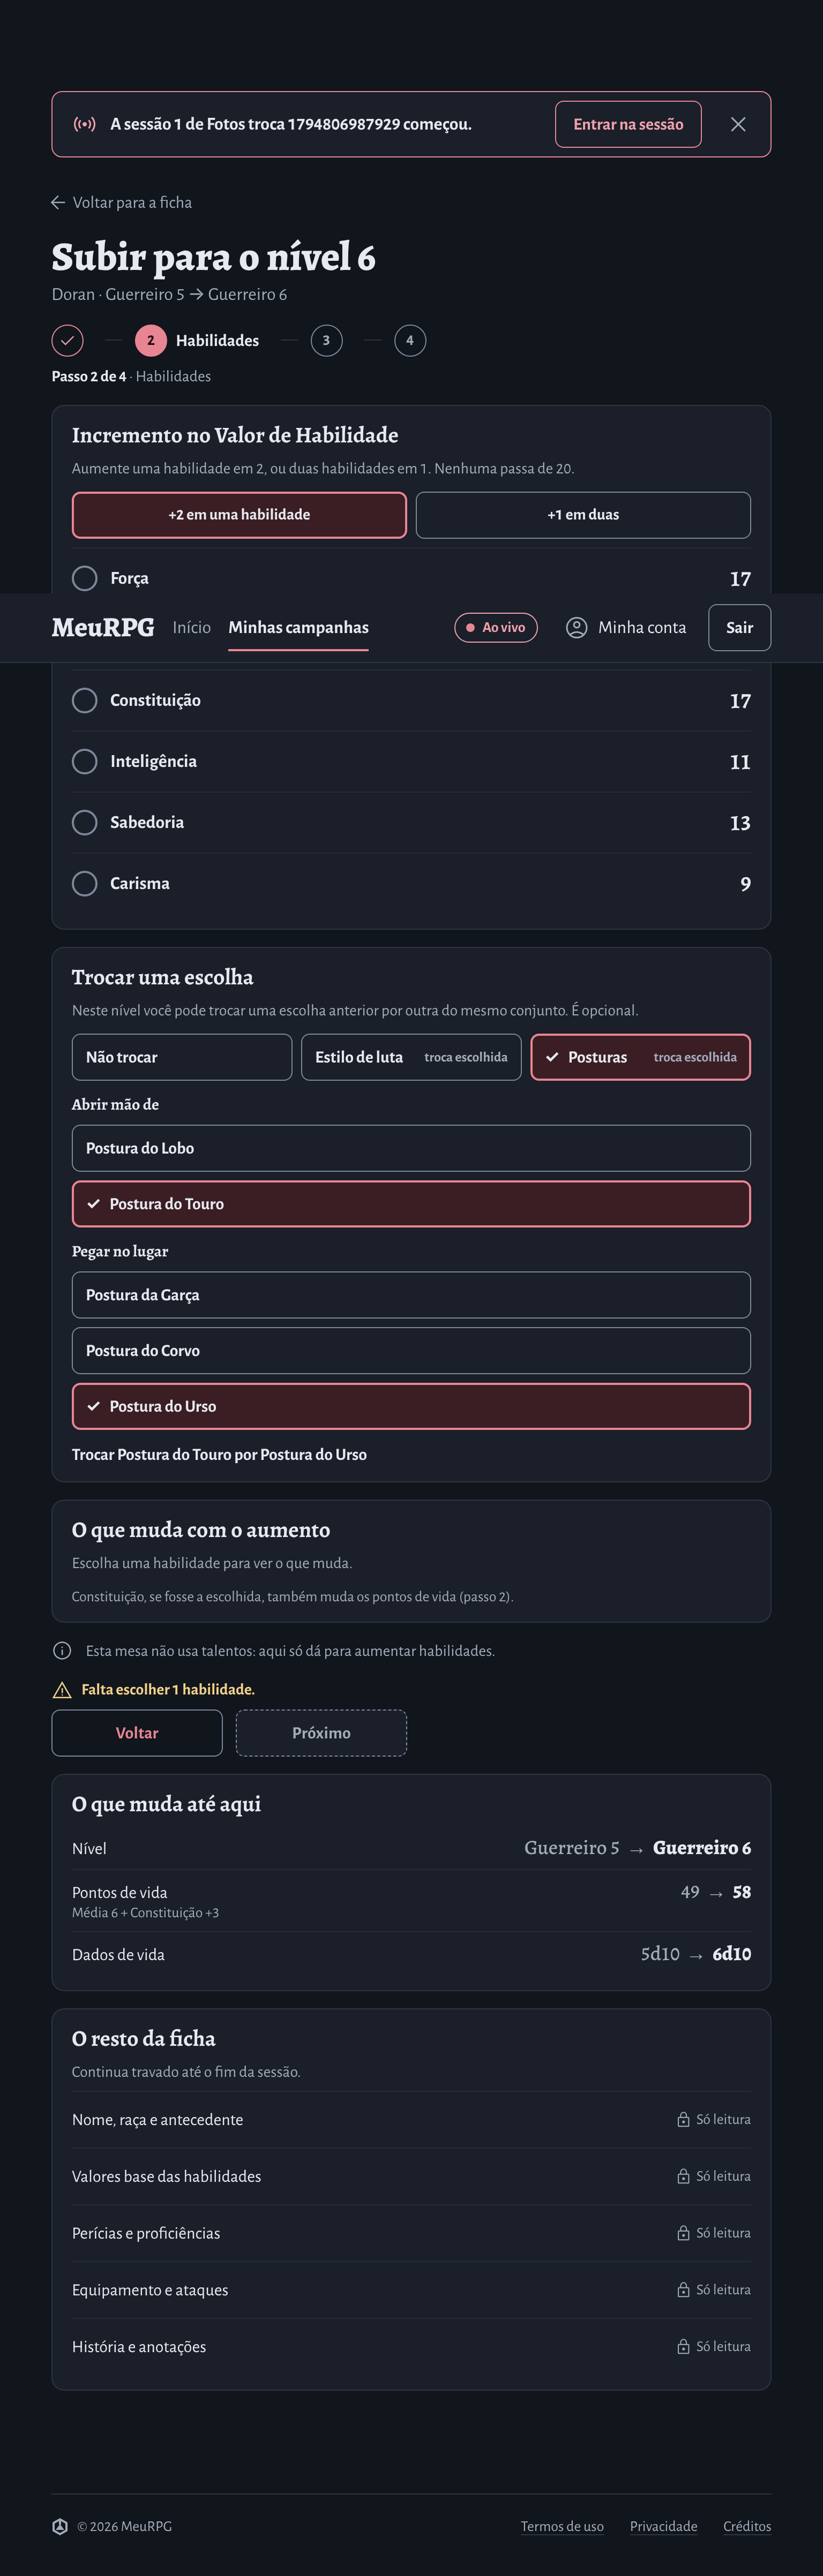 A sessão 1 de Fotos troca 1794806987929 começou.
Entrar na sessão
Voltar para a ficha
Subir para o nível 6
Doran · Guerreiro 5 → Guerreiro 6
2 Habilidades 3 4
Passo 2 de 4 · Habilidades
Incremento no Valor de Habilidade
Aumente uma habilidade em 2, ou duas habilidades em 1. Nenhuma passa de 20.
+2 em uma habilidade
+1 em duas
Força 17
MeuRPG Início Minhas campanhas Ao vivo Minha conta Sair
Constituição 17
Inteligência 11
Sabedoria 13
Carisma 9
Trocar uma escolha
Neste nível você pode trocar uma escolha anterior por outra do mesmo conjunto. É opcional.
Não trocar
Estilo de luta troca escolhida
Posturas troca escolhida
Abrir mão de
Postura do Lobo
Postura do Touro
Pegar no lugar
Postura da Garça
Postura do Corvo
Postura do Urso
Trocar Postura do Touro por Postura do Urso
O que muda com o aumento
Escolha uma habilidade para ver o que muda.
Constituição, se fosse a escolhida, também muda os pontos de vida (passo 2).
Esta mesa não usa talentos: aqui só dá para aumentar habilidades.
Falta escolher 1 habilidade.
Voltar
Próximo
O que muda até aqui
Nível Guerreiro 5 → Guerreiro 6
Pontos de vida 49 → 58
Média 6 + Constituição +3
Dados de vida 5d10 → 6d10
O resto da ficha
Continua travado até o fim da sessão.
Nome, raça e antecedente Só leitura
Valores base das habilidades Só leitura
Perícias e proficiências Só leitura
Equipamento e ataques Só leitura
História e anotações Só leitura
© 2026 MeuRPG
Termos de uso Privacidade Créditos